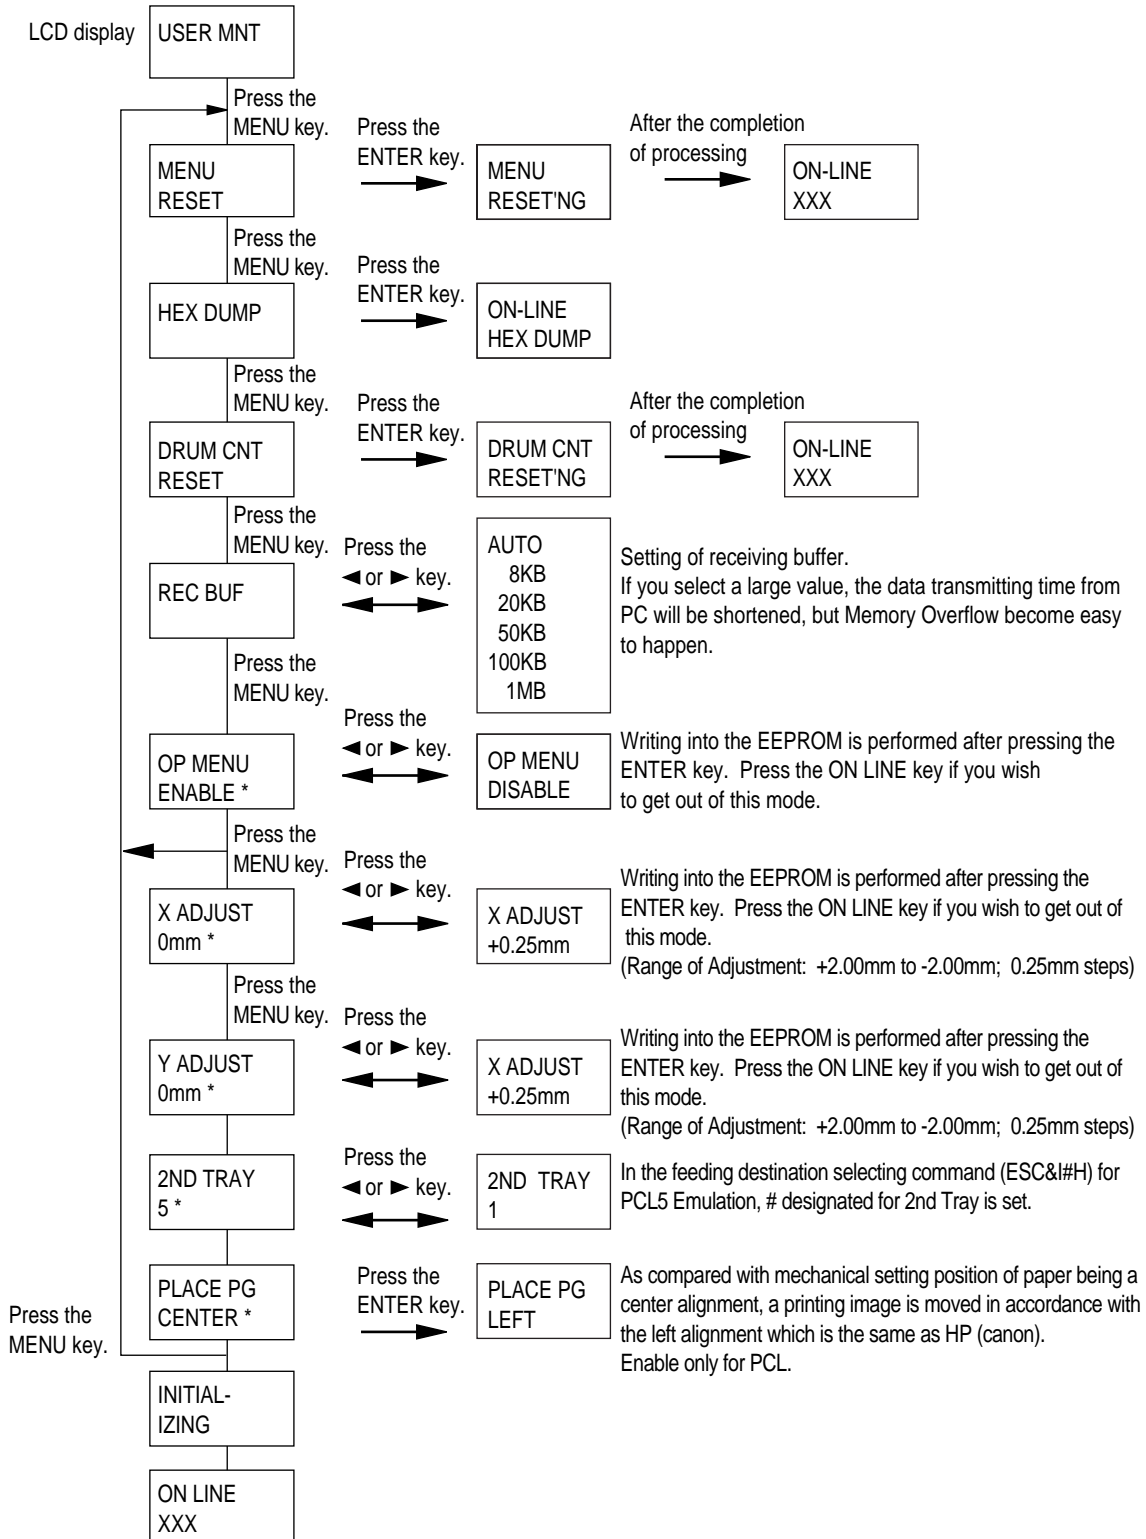 LCD display
USER MNT
Press the
MENU key.
MENU
RESET
Press the
ENTER key.
MENU
RESET'NG
After the completion
of processing
ON-LINE
XXX
Press the
MENU key.
HEX DUMP
Press the
ENTER key.
ON-LINE
HEX DUMP
Press the
MENU key.
DRUM CNT
RESET
Press the
ENTER key.
DRUM CNT
RESET'NG
After the completion
of processing
ON-LINE
XXX
Press the
MENU key.
REC BUF
Press the
◄ or ► key.
AUTO
8KB
20KB
50KB
100KB
1MB
Setting of receiving buffer.
If you select a large value, the data transmitting time from
PC will be shortened, but Memory Overflow become easy
to happen.
Press the
MENU key.
OP MENU
ENABLE *
Press the
◄ or ► key.
OP MENU
DISABLE
Writing into the EEPROM is performed after pressing the
ENTER key. Press the ON LINE key if you wish
to get out of this mode.
Press the
MENU key.
X ADJUST
0mm *
Press the
◄ or ► key.
X ADJUST
+0.25mm
Writing into the EEPROM is performed after pressing the
ENTER key. Press the ON LINE key if you wish to get out of
this mode.
(Range of Adjustment: +2.00mm to -2.00mm; 0.25mm steps)
Press the
MENU key.
Y ADJUST
0mm *
Press the
◄ or ► key.
X ADJUST
+0.25mm
Writing into the EEPROM is performed after pressing the
ENTER key. Press the ON LINE key if you wish to get out of
this mode.
(Range of Adjustment: +2.00mm to -2.00mm; 0.25mm steps)
2ND TRAY
5 *
Press the
◄ or ► key.
2ND TRAY
1
In the feeding destination selecting command (ESC&I#H) for
PCL5 Emulation, # designated for 2nd Tray is set.
PLACE PG
CENTER *
Press the
ENTER key.
PLACE PG
LEFT
As compared with mechanical setting position of paper being a
center alignment, a printing image is moved in accordance with
the left alignment which is the same as HP (canon).
Enable only for PCL.
Press the
MENU key.
INITIAL-
IZING
ON LINE
XXX